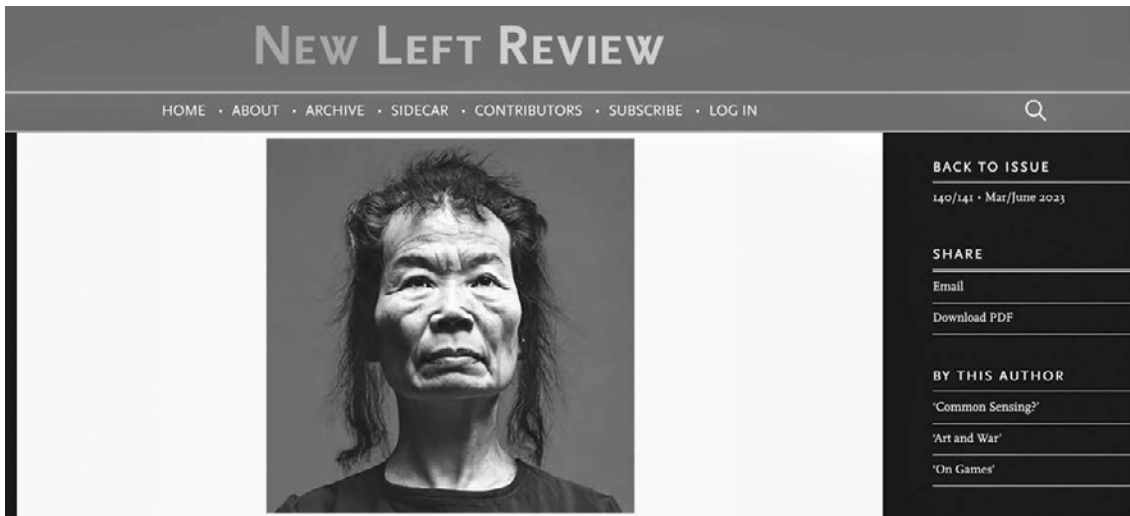 NEW LEFT REVIEW
HOME • ABOUT • ARCHIVE • SIDECAR • CONTRIBUTORS • SUBSCRIBE • LOG IN
BACK TO ISSUE
140/141 • Mar/June 2023
SHARE
Email
Download PDF
BY THIS AUTHOR
‘Common Sensing?’
‘Art and War’
‘On Games’